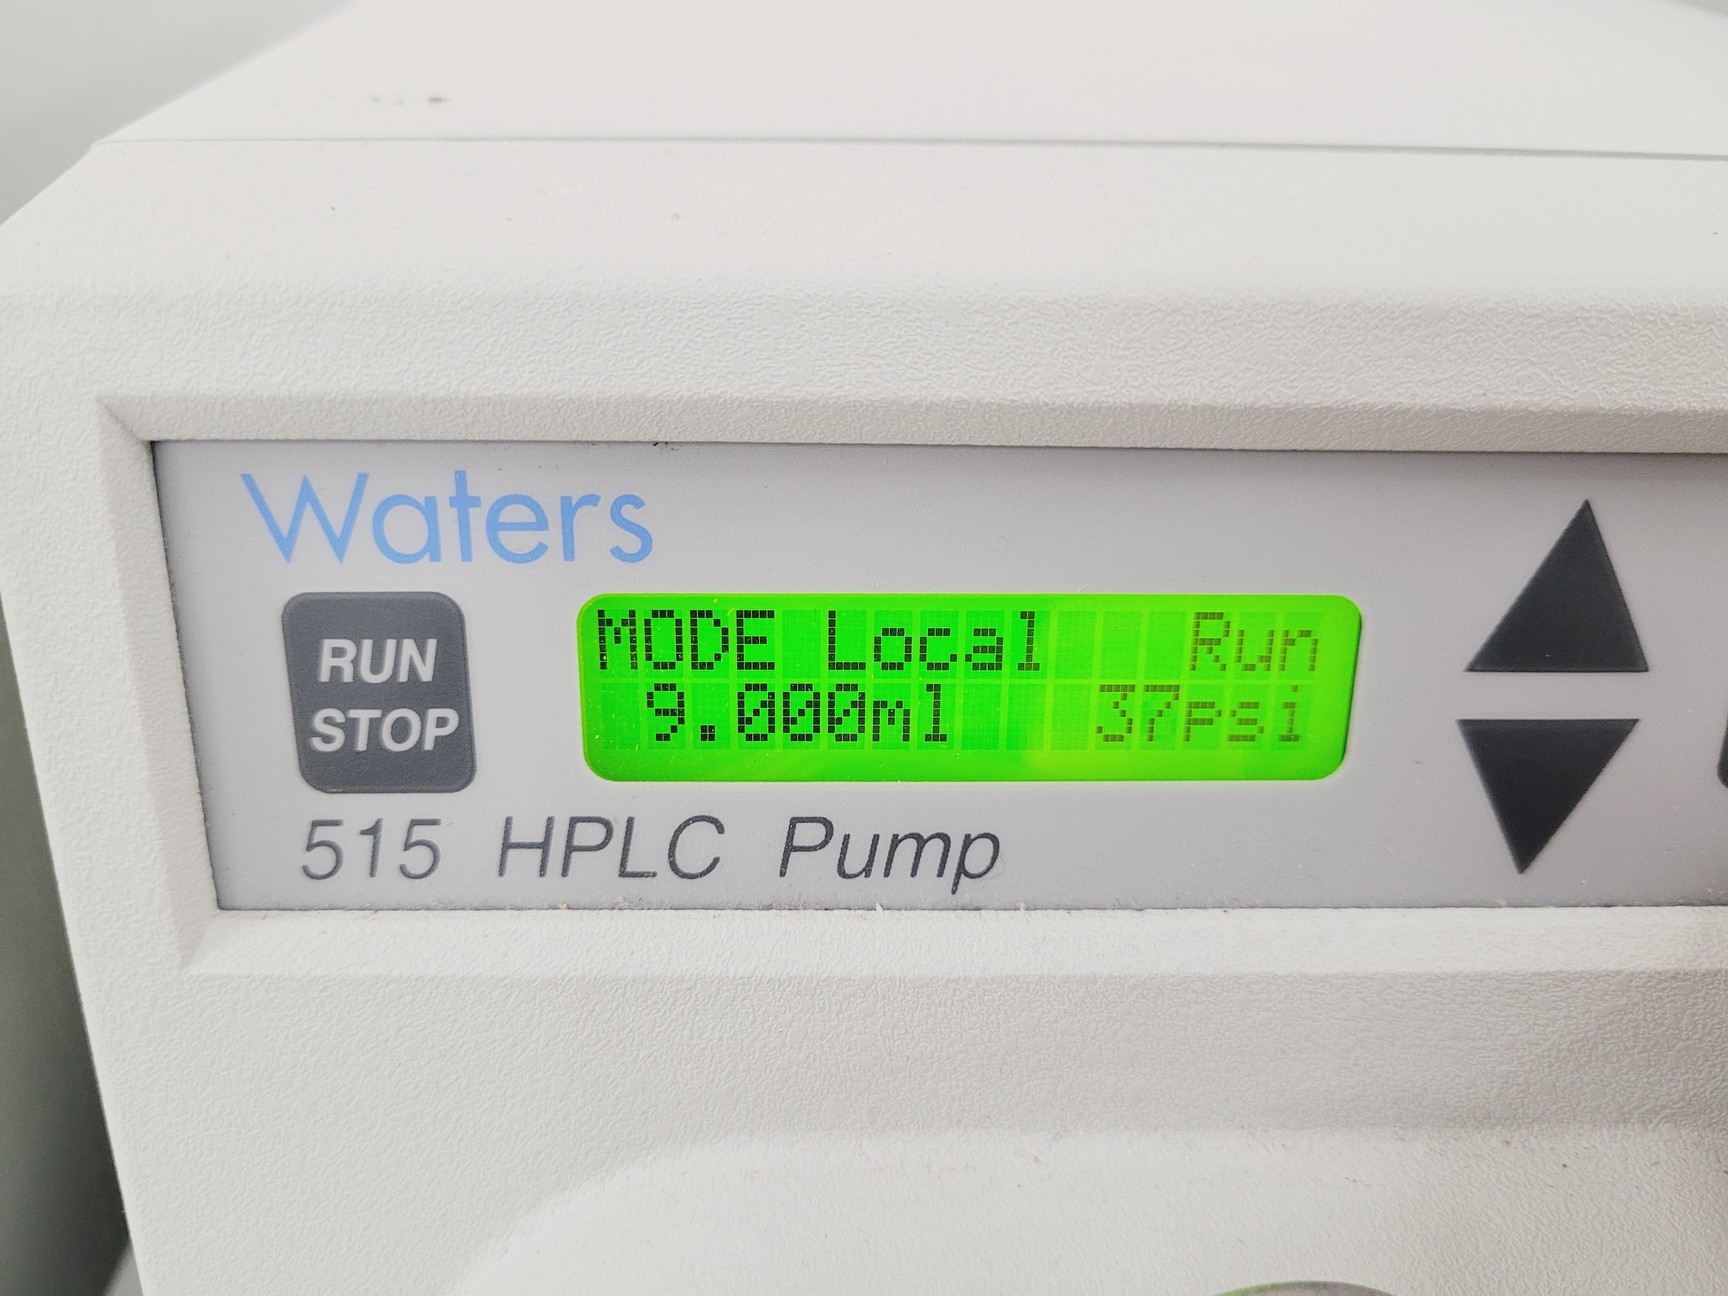 Waters
RUN
STOP
MODE Local Run
9.000ml 37psi
515 HPLC Pump